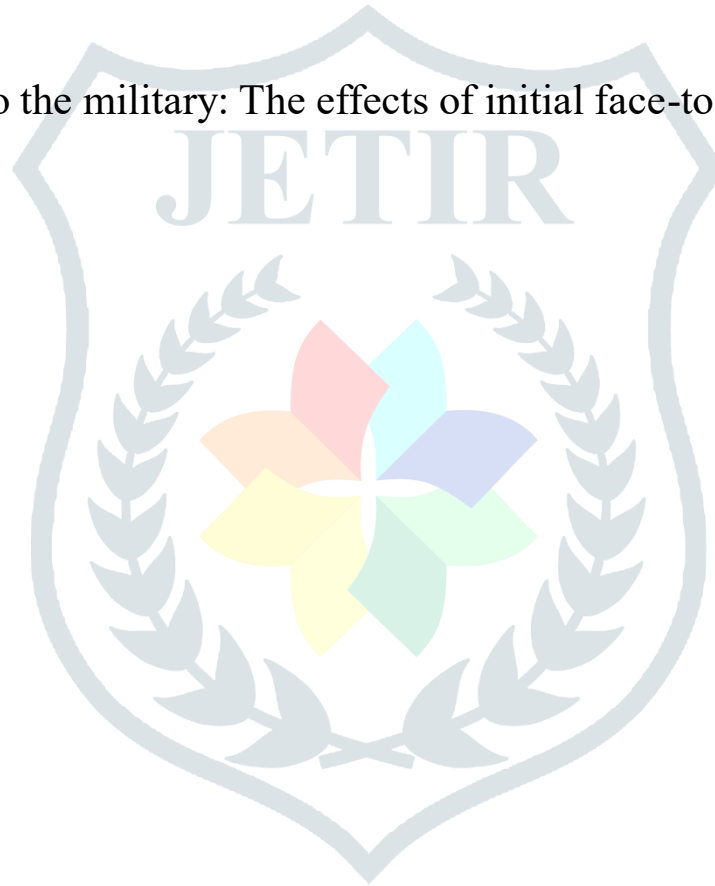 o the military: The effects of initial face-to
JETIR